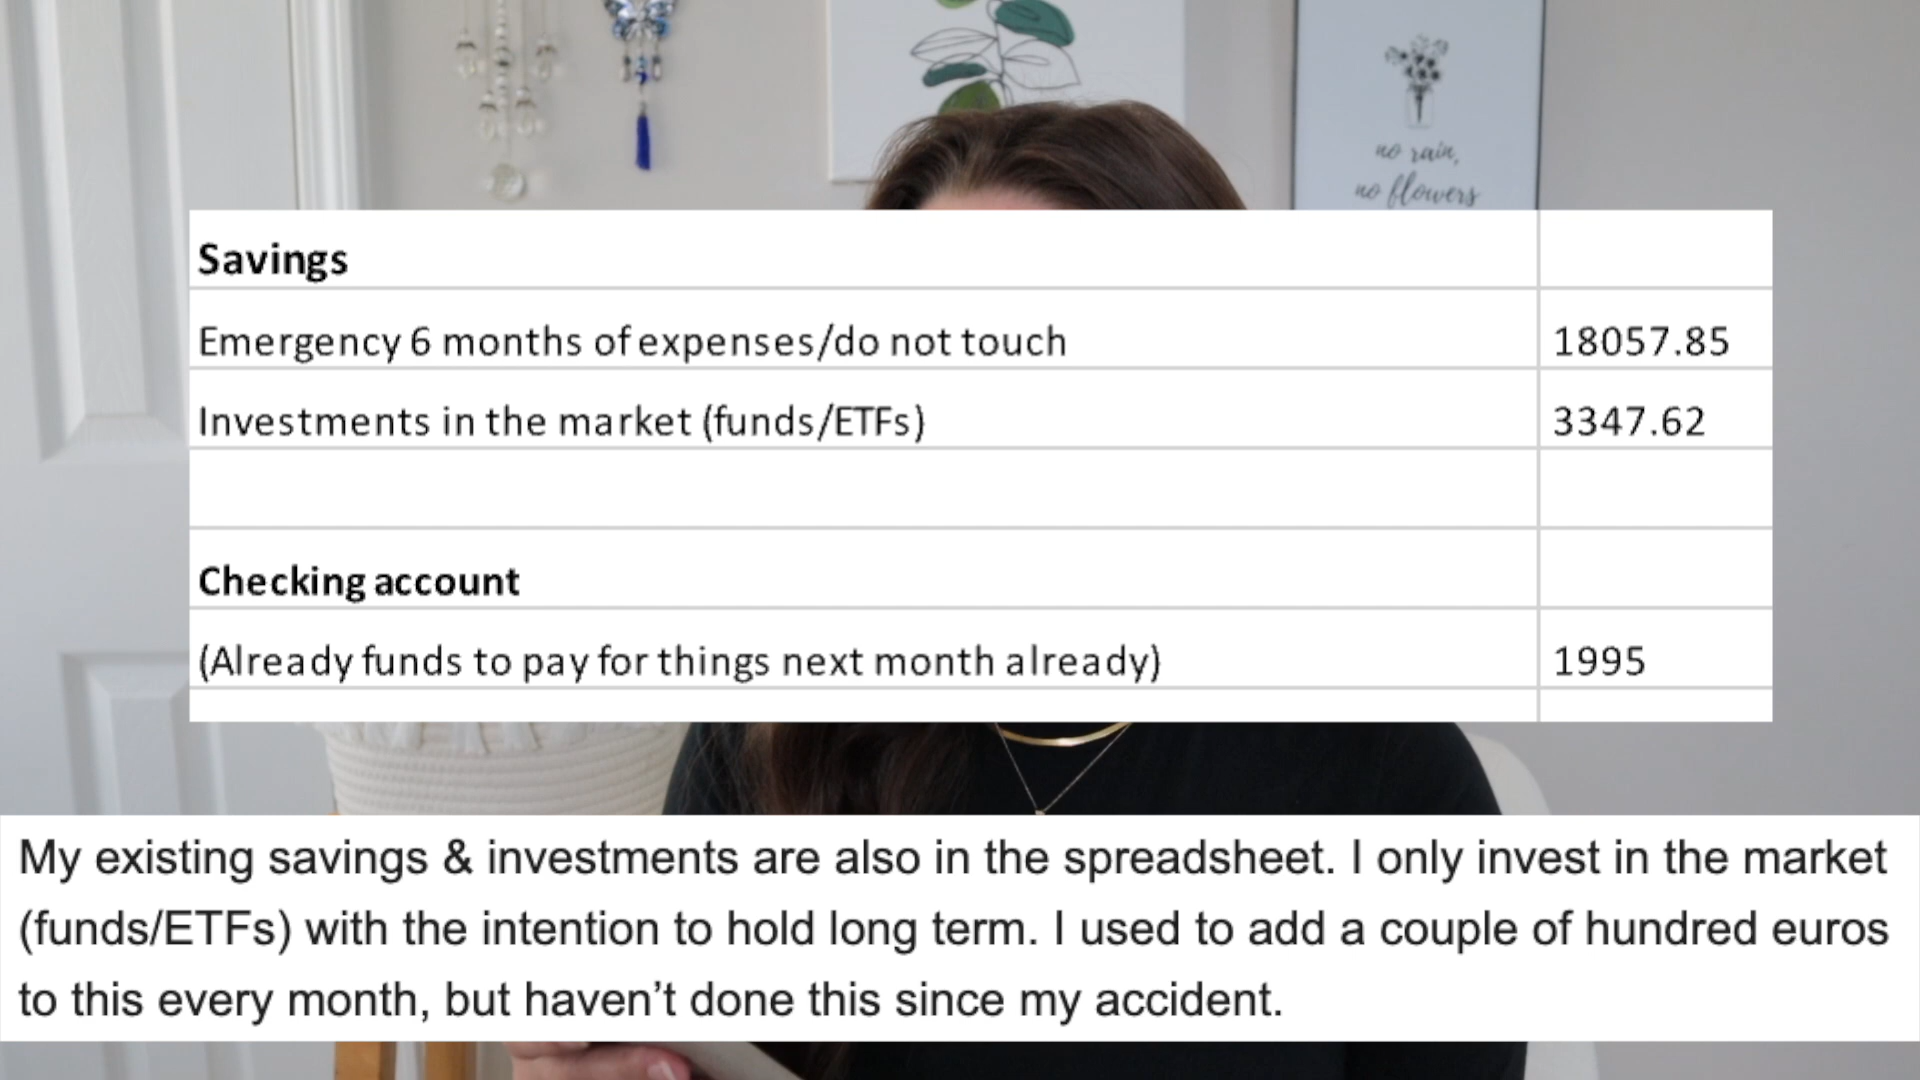 no rain,
no flowers
Savings
Emergency 6 months of expenses/do not touch 18057.85
Investments in the market (funds/ETFs) 3347.62
Checking account
(Already funds to pay for things next month already) 1995
My existing savings & investments are also in the spreadsheet. I only invest in the market
(funds/ETFs) with the intention to hold long term. I used to add a couple of hundred euros
to this every month, but haven’t done this since my accident.